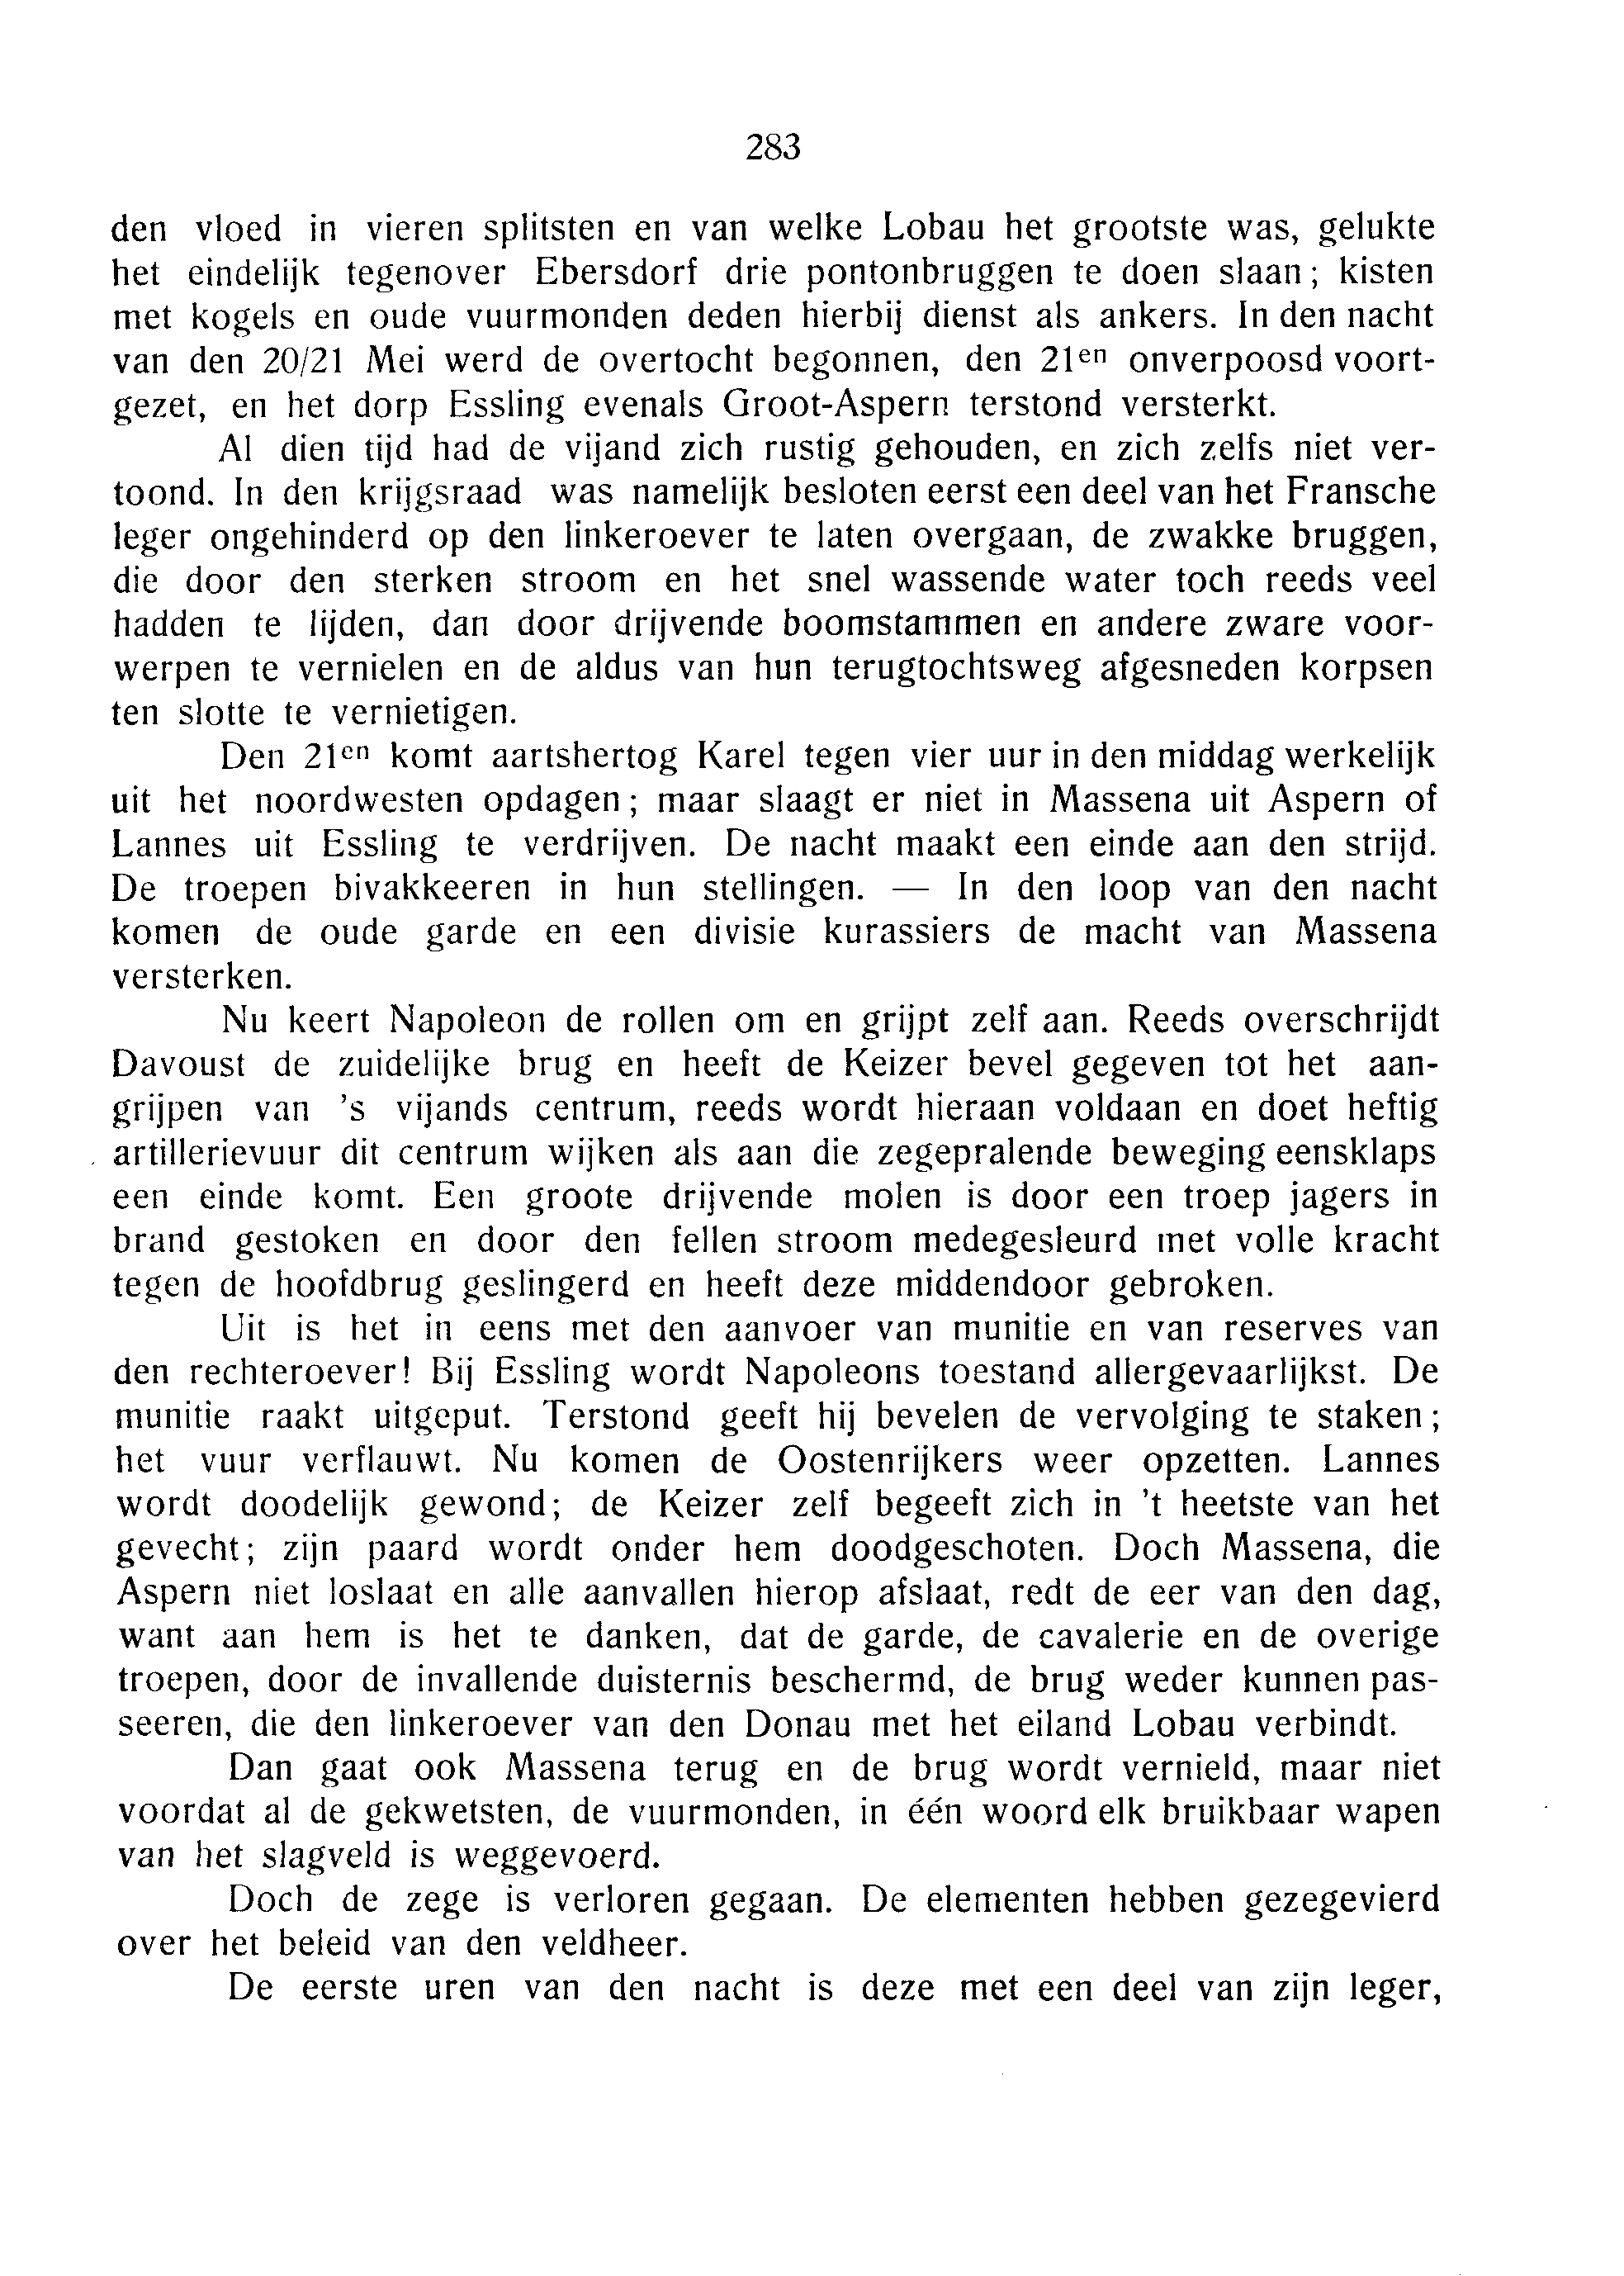 283
den vloed in vieren splitsten en van welke Lobau het grootste was, gelukte
het eindelijk tegenover Ebersdorf drie pontonbruggen te doen slaan; kisten
met kogels en oude vuurmonden deden hierbij dienst als ankers. In den nacht
van den 20/21 Mei werd de overtocht begonnen, den 21en onverpoosd voort-
gezet, en het dorp Essling evenals Groot-Aspern terstond versterkt.
Al dien tijd had de vijand zich rustig gehouden, en zich zelfs niet ver-
toond. In den krijgsraad was namelijk besloten eerst een deel van het Fransche
leger ongehinderd op den linkeroever te laten overgaan, de zwakke bruggen,
die door den sterken stroom en het snel wassende water toch reeds veel
hadden te lijden, dan door drijvende boomstammen en andere zware voor-
werpen te vernielen en de aldus van hun terugtochtsweg afgesneden korpsen
ten slotte te vernietigen.
Den 21en komt aartshertog Karel tegen vier uur in den middag werkelijk
uit het noordwesten opdagen; maar slaagt er niet in Massena uit Aspern of
Lannes uit Essling te verdrijven. De nacht maakt een einde aan den strijd.
De troepen bivakkeeren in hun stellingen. — In den loop van den nacht
komen de oude garde en een divisie kurassiers de macht van Massena
versterken.
Nu keert Napoleon de rollen om en grijpt zelf aan. Reeds overschrijdt
Davoust de zuidelijke brug en heeft de Keizer bevel gegeven tot het aan-
grijpen van 's vijands centrum, reeds wordt hieraan voldaan en doet heftig
artillerievuur dit centrum wijken als aan die zegepralende beweging eensklaps
een einde komt. Een groote drijvende molen is door een troep jagers in
brand gestoken en door den fellen stroom medegesleurd met volle kracht
tegen de hoofdbrug geslingerd en heeft deze middendoor gebroken.
Uit is het in eens met den aanvoer van munitie en van reserves van
den rechteroever! Bij Essling wordt Napoleons toestand allergevaarlijkst. De
munitie raakt uitgeput. Terstond geeft hij bevelen de vervolging te staken;
het vuur verflauwt. Nu komen de Oostenrijkers weer opzetten. Lannes
wordt doodelijk gewond; de Keizer zelf begeeft zich in 't heetste van het
gevecht; zijn paard wordt onder hem doodgeschoten. Doch Massena, die
Aspern niet loslaat en alle aanvallen hierop afslaat, redt de eer van den dag,
want aan hem is het te danken, dat de garde, de cavalerie en de overige
troepen, door de invallende duisternis beschermd, de brug weder kunnen pas-
seeren, die den linkeroever van den Donau met het eiland Lobau verbindt.
Dan gaat ook Massena terug en de brug wordt vernield, maar niet
voordat al de gekwetsten, de vuurmonden, in één woord elk bruikbaar wapen
van het slagveld is weggevoerd.
Doch de zege is verloren gegaan. De elementen hebben gezegevierd
over het beleid van den veldheer.
De eerste uren van den nacht is deze met een deel van zijn leger,